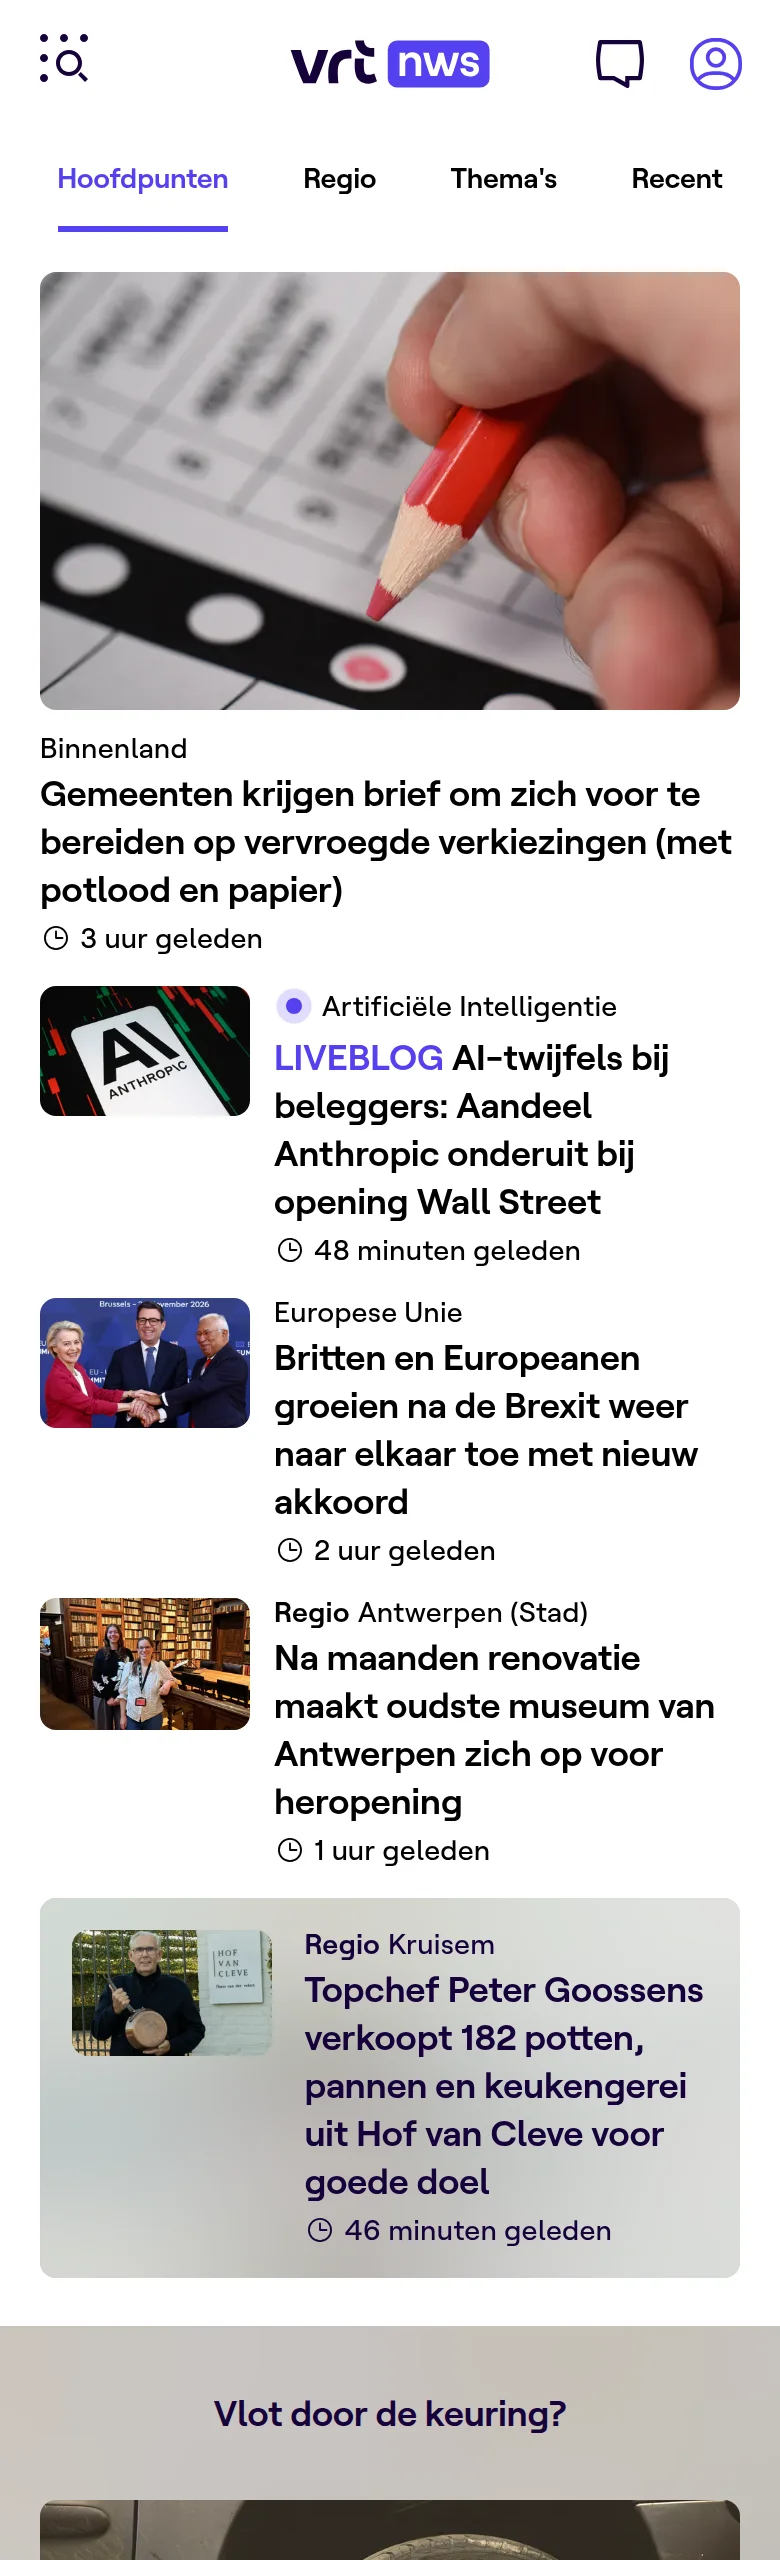 vrt nws
Hoofdpunten Regio Thema's Recent
Binnenland
Gemeenten krijgen brief om zich voor te
bereiden op vervroegde verkiezingen (met
potlood en papier)
3 uur geleden
AI
ANTHROP\C
Artificiële Intelligentie
LIVEBLOG AI-twijfels bij
beleggers: Aandeel
Anthropic onderuit bij
opening Wall Street
48 minuten geleden
Brussels -
vember 2026
EU -
Europese Unie
Britten en Europeanen
groeien na de Brexit weer
naar elkaar toe met nieuw
akkoord
2 uur geleden
Regio Antwerpen (Stad)
Na maanden renovatie
maakt oudste museum van
Antwerpen zich op voor
heropening
1 uur geleden
HOF
VAN
CLEVE
Regio Kruisem
Topchef Peter Goossens
verkoopt 182 potten,
pannen en keukengerei
uit Hof van Cleve voor
goede doel
46 minuten geleden
Vlot door de keuring?